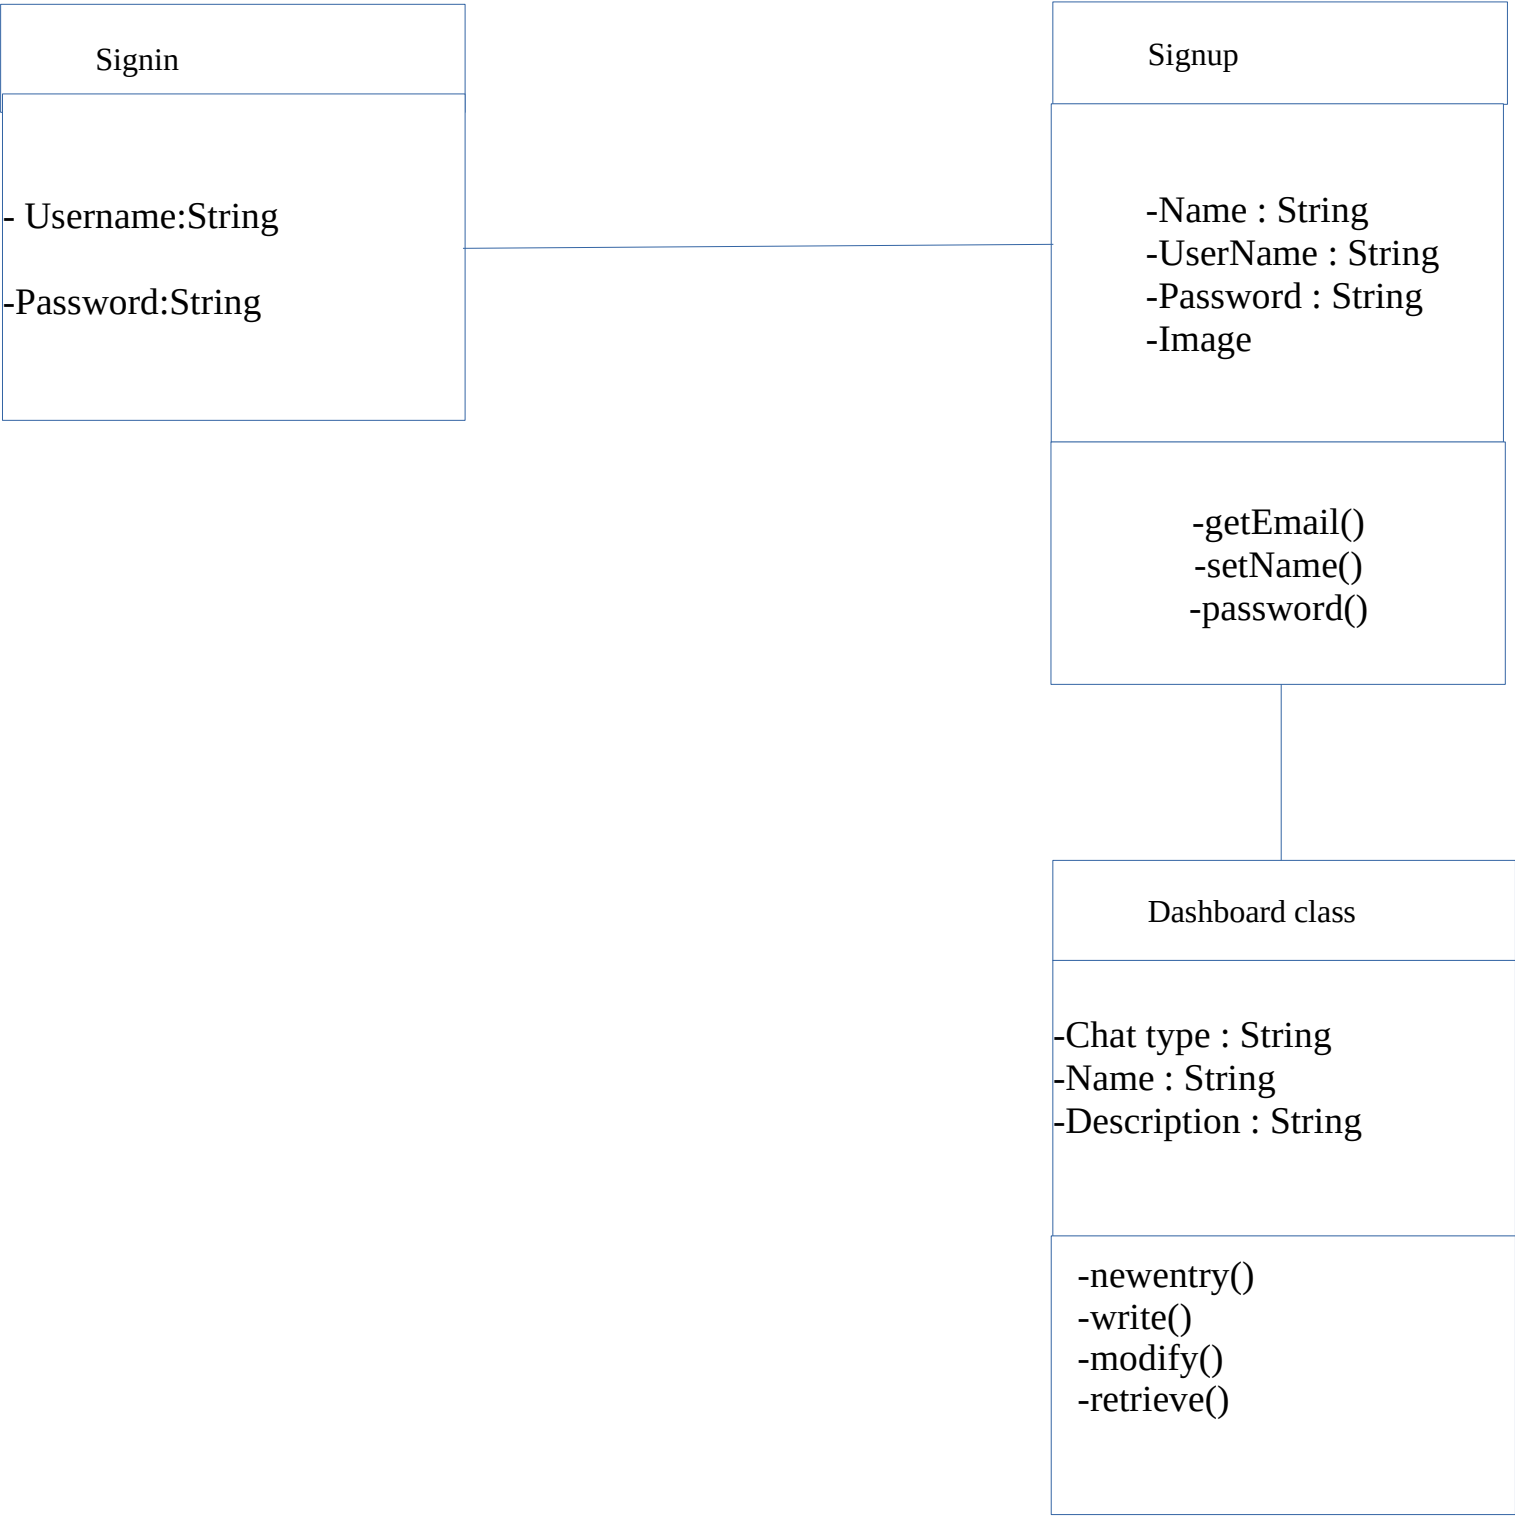 Signin
- Username:String
-Password:String
Signup
-Name : String
-UserName : String
-Password : String
-Image
-getEmail()
-setName()
-password()
Dashboard class
-Chat type : String
-Name : String
-Description : String
-newentry()
-write()
-modify()
-retrieve()